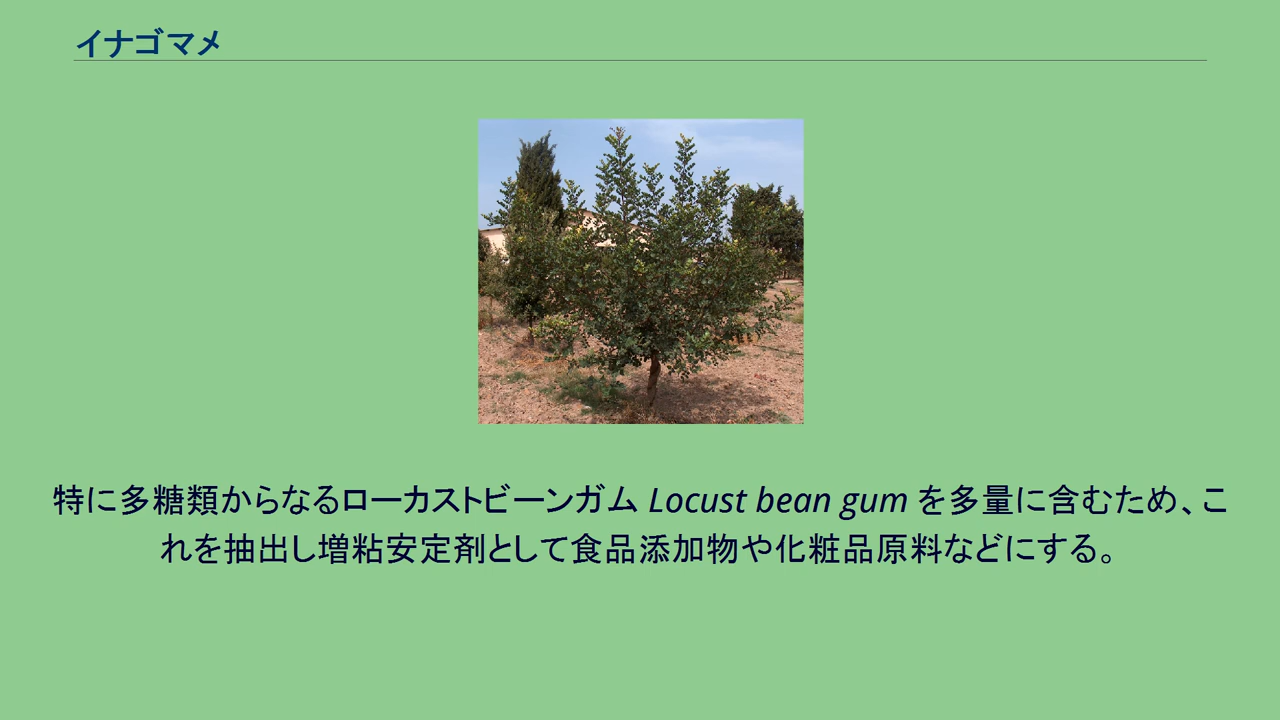 イナゴマメ
特に多糖類からなるローカストビーンガム Locust bean gum を多量に含むため、こ
れを抽出し増粘安定剤として食品添加物や化粧品原料などにする。